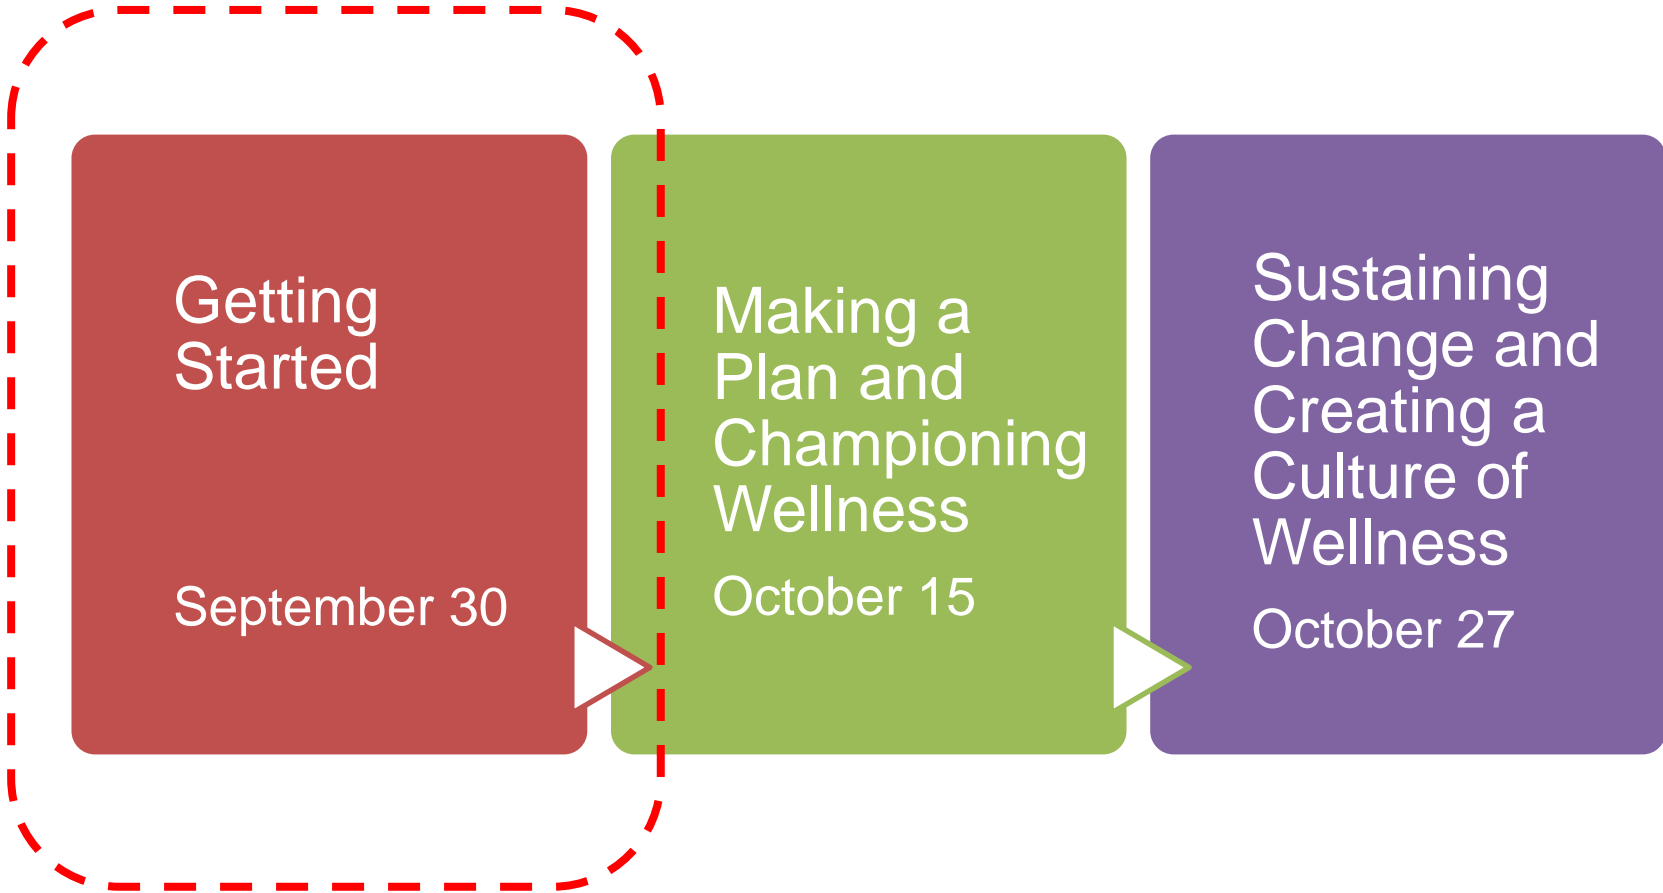 Getting
Started
September 30
Making a
Plan and
Championing
Wellness
October 15
Sustaining
Change and
Creating a
Culture of
Wellness
October 27